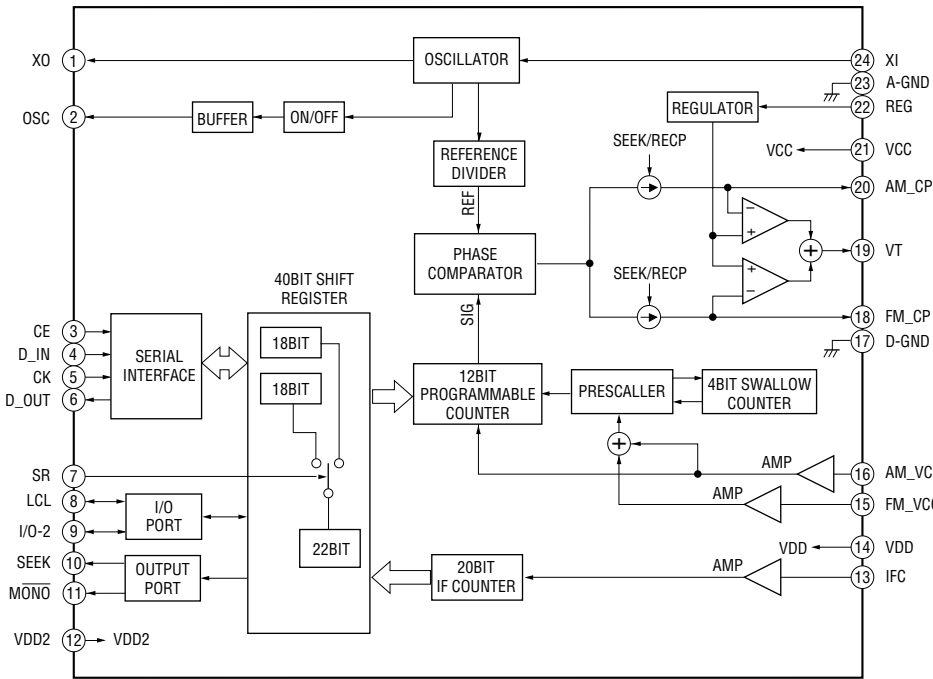 XO 1
OSCILLATOR
24 XI
23 A-GND
OSC 2
BUFFER
ON/OFF
REGULATOR
22 REG
SEEK/RECP
VCC
21 VCC
REFERENCE
DIVIDER
20 AM_CP
REF
−
+
PHASE
COMPARATOR
+
19 VT
40BIT SHIFT
REGISTER
SEEK/RECP
+
−
SIG
18 FM_CP
17 D-GND
CE 3
D_IN 4
CK 5
D_OUT 6
SERIAL
INTERFACE
18BIT
18BIT
12BIT
PROGRAMMABLE
COUNTER
PRESCALLER
4BIT SWALLOW
COUNTER
+
SR 7
AMP
16 AM_VC
LCL 8
I/O-2 9
I/O
PORT
AMP
15 FM_VC
22BIT
VDD
14 VDD
SEEK 10
MONO 11
OUTPUT
PORT
20BIT
IF COUNTER
AMP
13 IFC
VDD2 12 VDD2